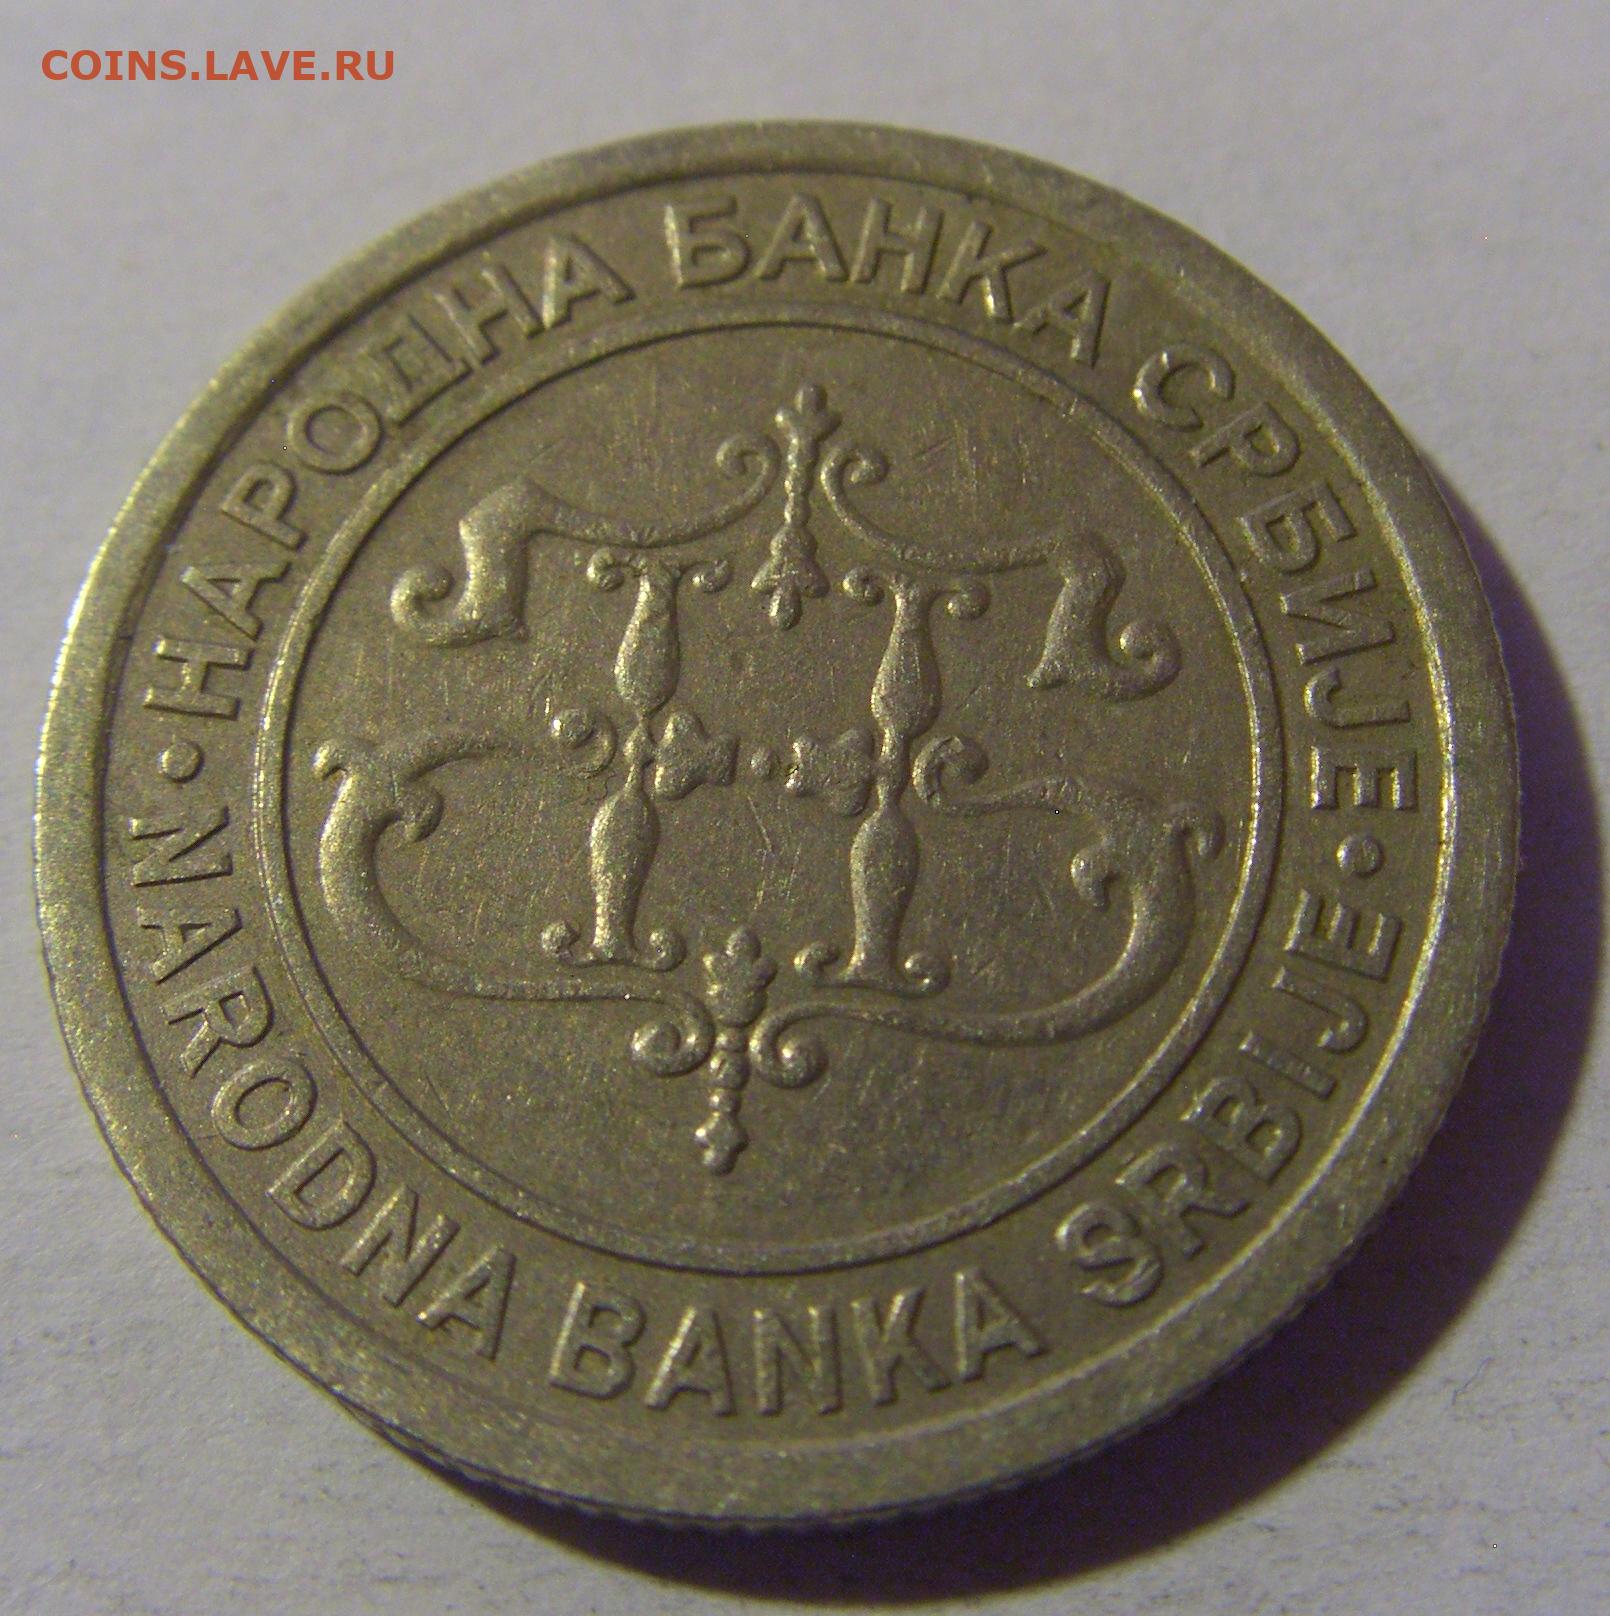 COINS.LAVE.RU
НАРОДНА БАНКА СРБИЈЕ •
NARODNA BANKA SRBIJE •